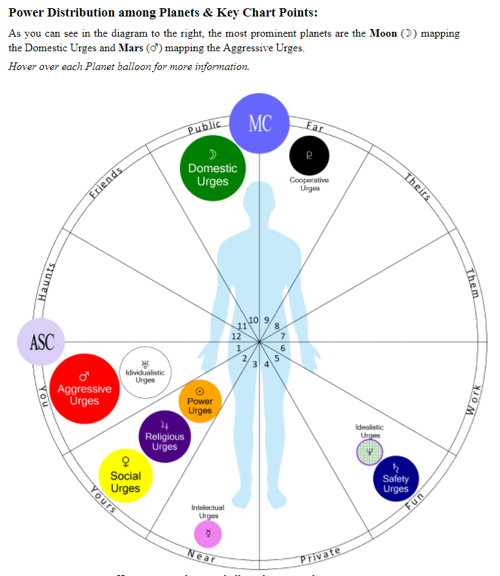 Power Distribution among Planets & Key Chart Points:
As you can see in the diagram to the right, the most prominent planets are the Moon (☽) mapping
the Domestic Urges and Mars (♂) mapping the Aggressive Urges.
Hover over each Planet balloon for more information.
MC
Public
Far
☽
Domestic
Urges
♇
Cooperative
Urges
Friends
Theirs
Haunts
Them
10 9
11 8
12 7
1 6
2 5
3 4
ASC
You
♂
Aggressive
Urges
♅
Idividualistic
Urges
☉
Power
Urges
Work
♃
Religious
Urges
Idealistic
Urges
♆
♀
Social
Urges
♄
Safety
Urges
Yours
Fun
Intelectual
Urges
☿
Near
Private